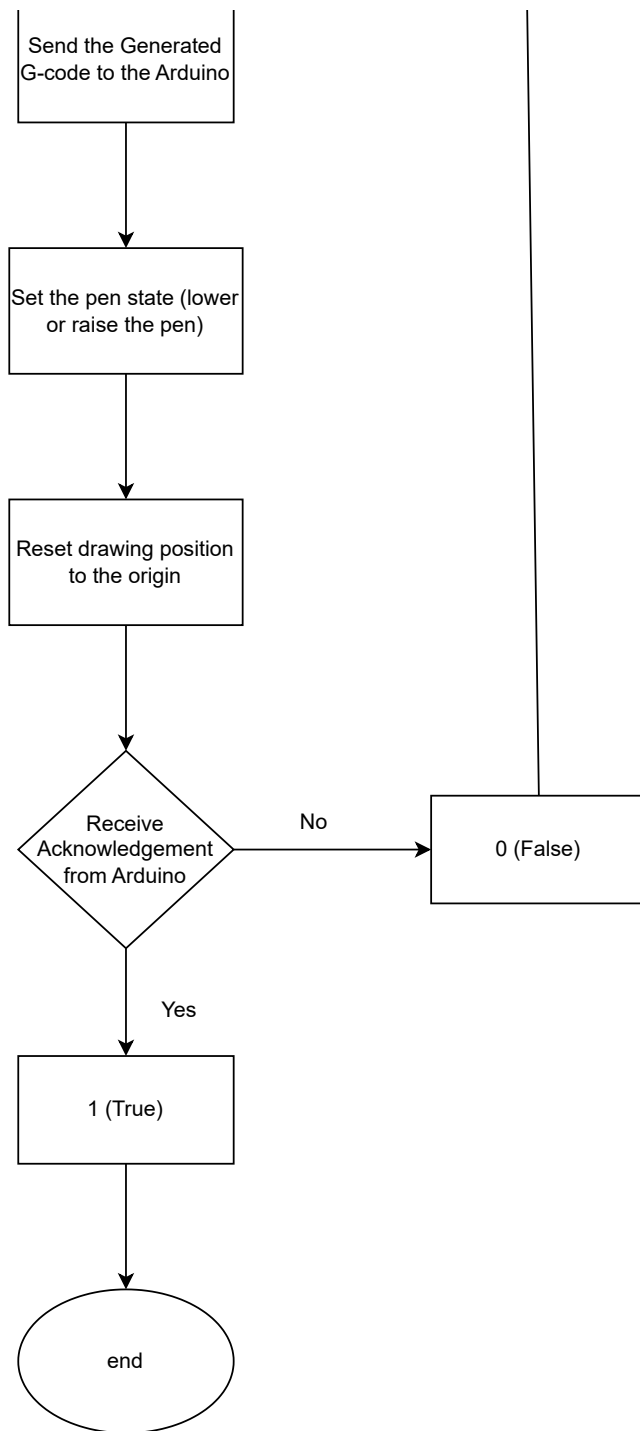 Send the Generated
G-code to the Arduino
Set the pen state (lower
or raise the pen)
Reset drawing position
to the origin
Receive
Acknowledgement
from Arduino
No
0 (False)
Yes
1 (True)
end